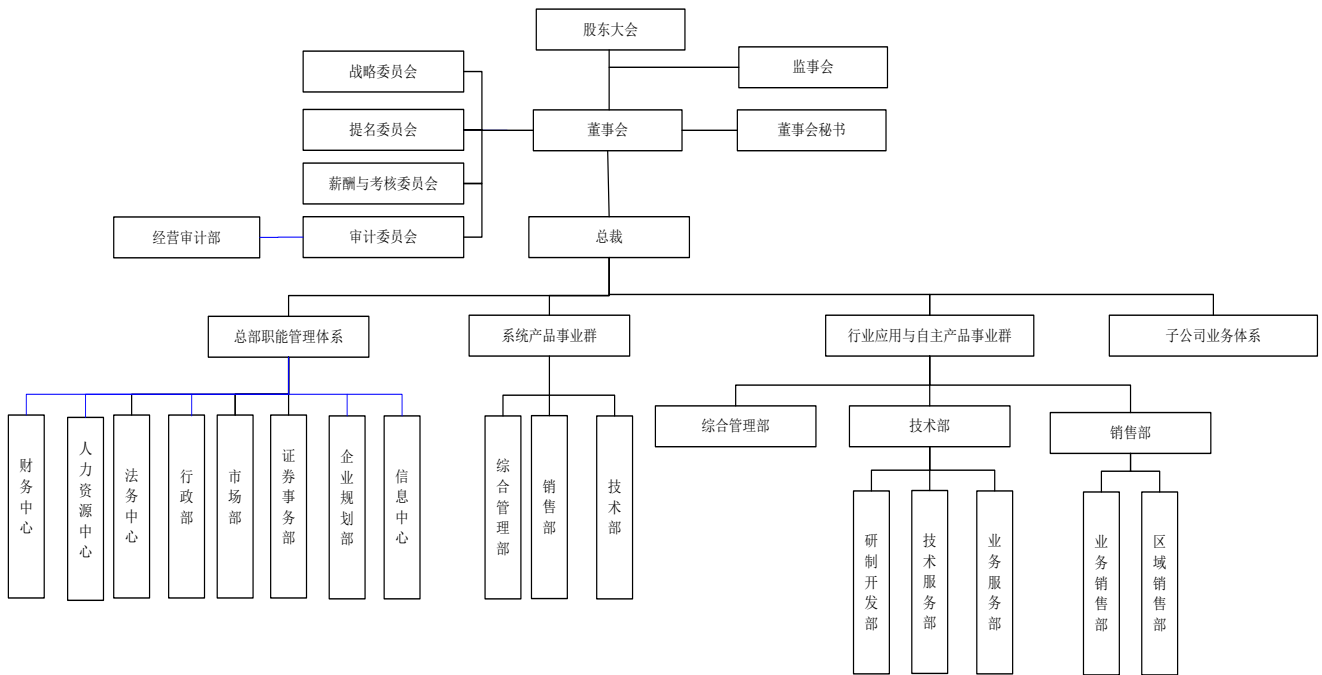 股东大会
监事会
战略委员会
提名委员会
董事会
董事会秘书
薪酬与考核委员会
经营审计部
审计委员会
总裁
总部职能管理体系
系统产品事业群
行业应用与自主产品事业群
子公司业务体系
财务中心
人力资源中心
法务中心
行政部
市场部
证券事务部
企业规划部
信息中心
综合管理部
销售部
技术部
综合管理部
技术部
销售部
研制开发部
技术服务部
业务服务部
业务销售部
区域销售部